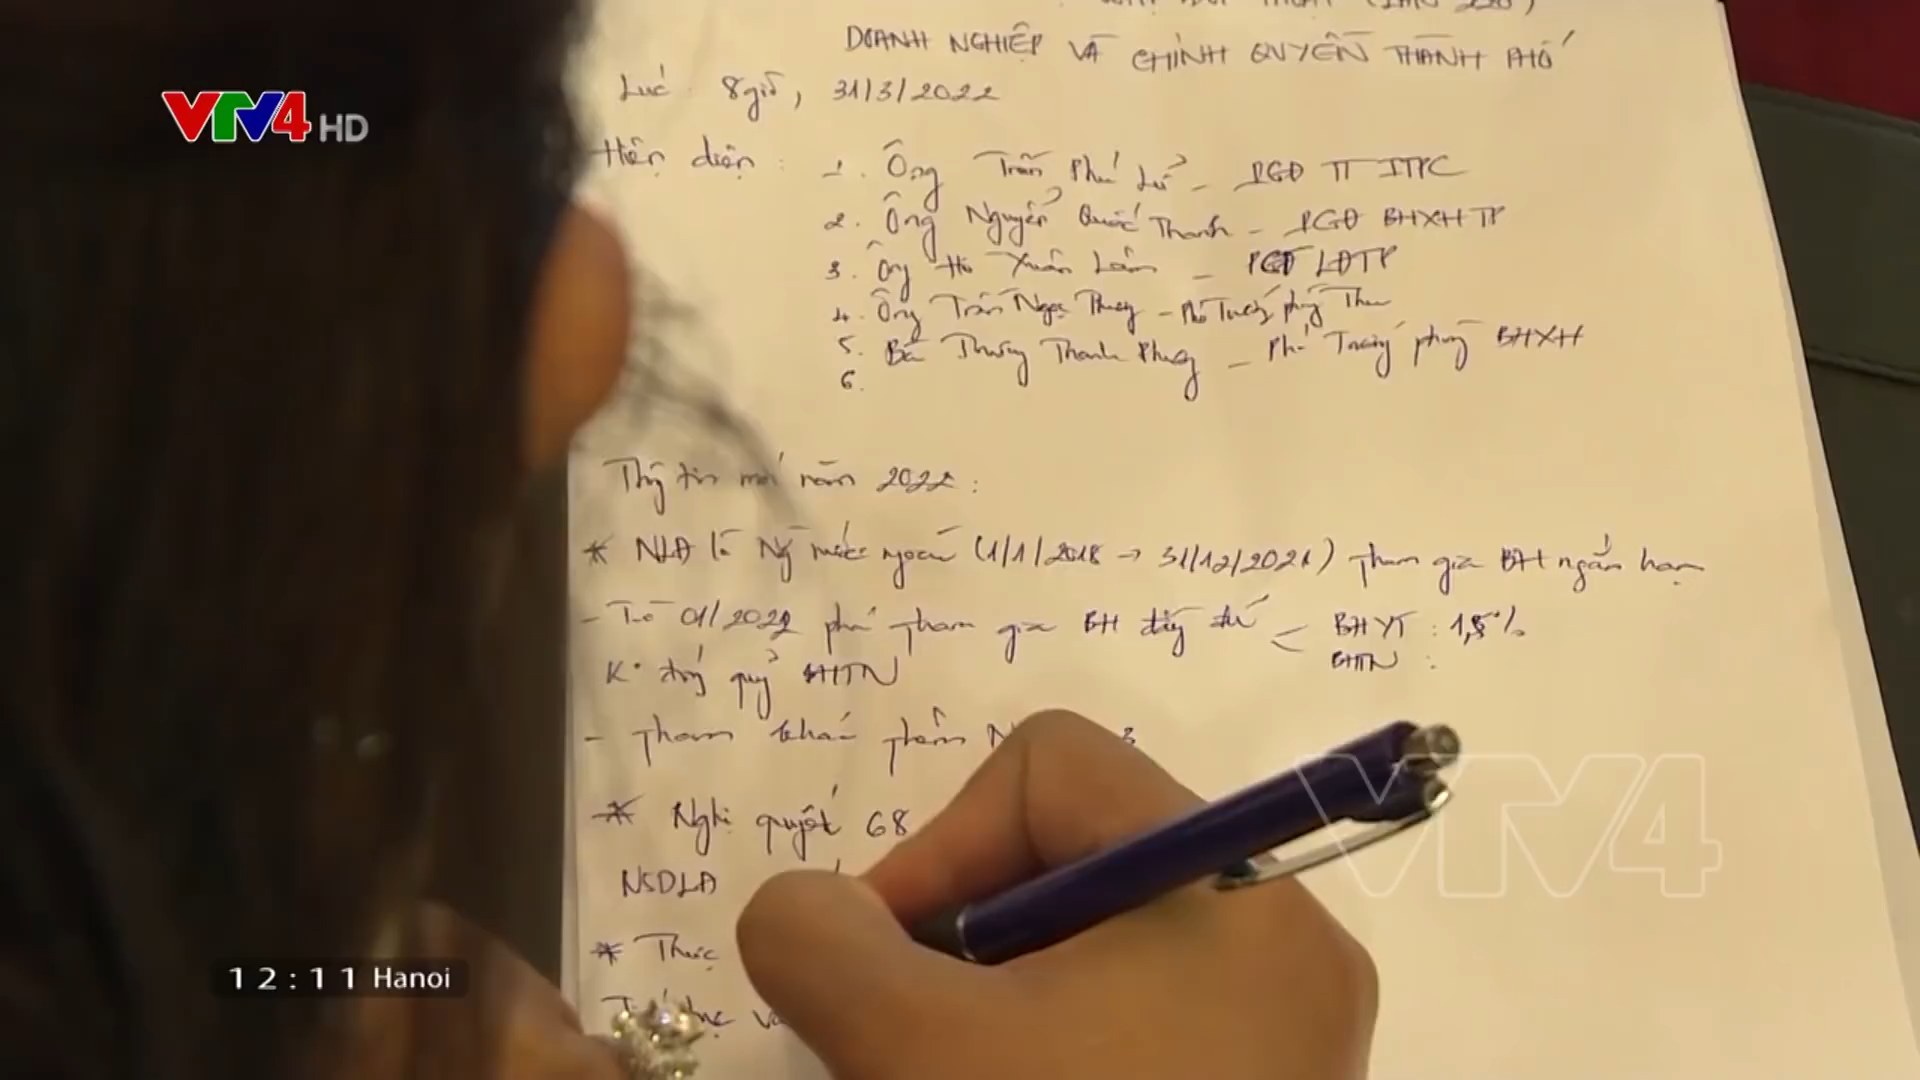 DOANH NGHIỆP VÀ CHÍNH QUYỀN THÀNH PHỐ
VTV4 HD
Lúc : 8giờ, 31/3/2022
Hiện diện : 1. Ông Trần Phú Lữ - PGĐ TT ITPC
2. Ông Nguyễn Quốc Thanh - PGĐ BHXH TP
3. Ông Hồ Xuân Lâm - PGĐ LĐTP
4. Ông Trần Ngọc - Phó Trưởng phòng Thu
5. Bà Thanh - Phó Trưởng phòng BHXH
6.
Thông tin mới năm 2022 :
* NLĐ là Ng nước ngoài (1/1/2018 → 31/12/2021) tham gia BH ngắn hạn
- Từ 01/2022 phải tham gia BH đầy đủ < BHYT : 1,5%
BHTN :
K° đóng quỹ BHTN
- tham khảo thêm N 3
* Nghị quyết 68
NSDLĐ
* Thực
VTV4
12:11 Hanoi